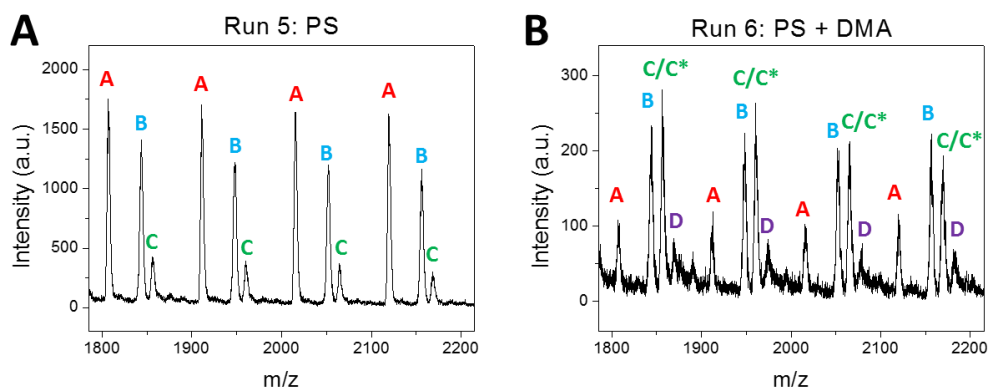 A
Run 5: PS
2000
1500
1000
500
0
Intensity (a.u.)
A
B
C
A
B
C
A
B
C
A
B
C
1800
1900
2000
2100
2200
m/z
B
Run 6: PS + DMA
300
200
100
0
Intensity (a.u.)
A
B
C/C*
D
A
B
C/C*
D
A
B
C/C*
D
A
B
C/C*
D
1800
1900
2000
2100
2200
m/z